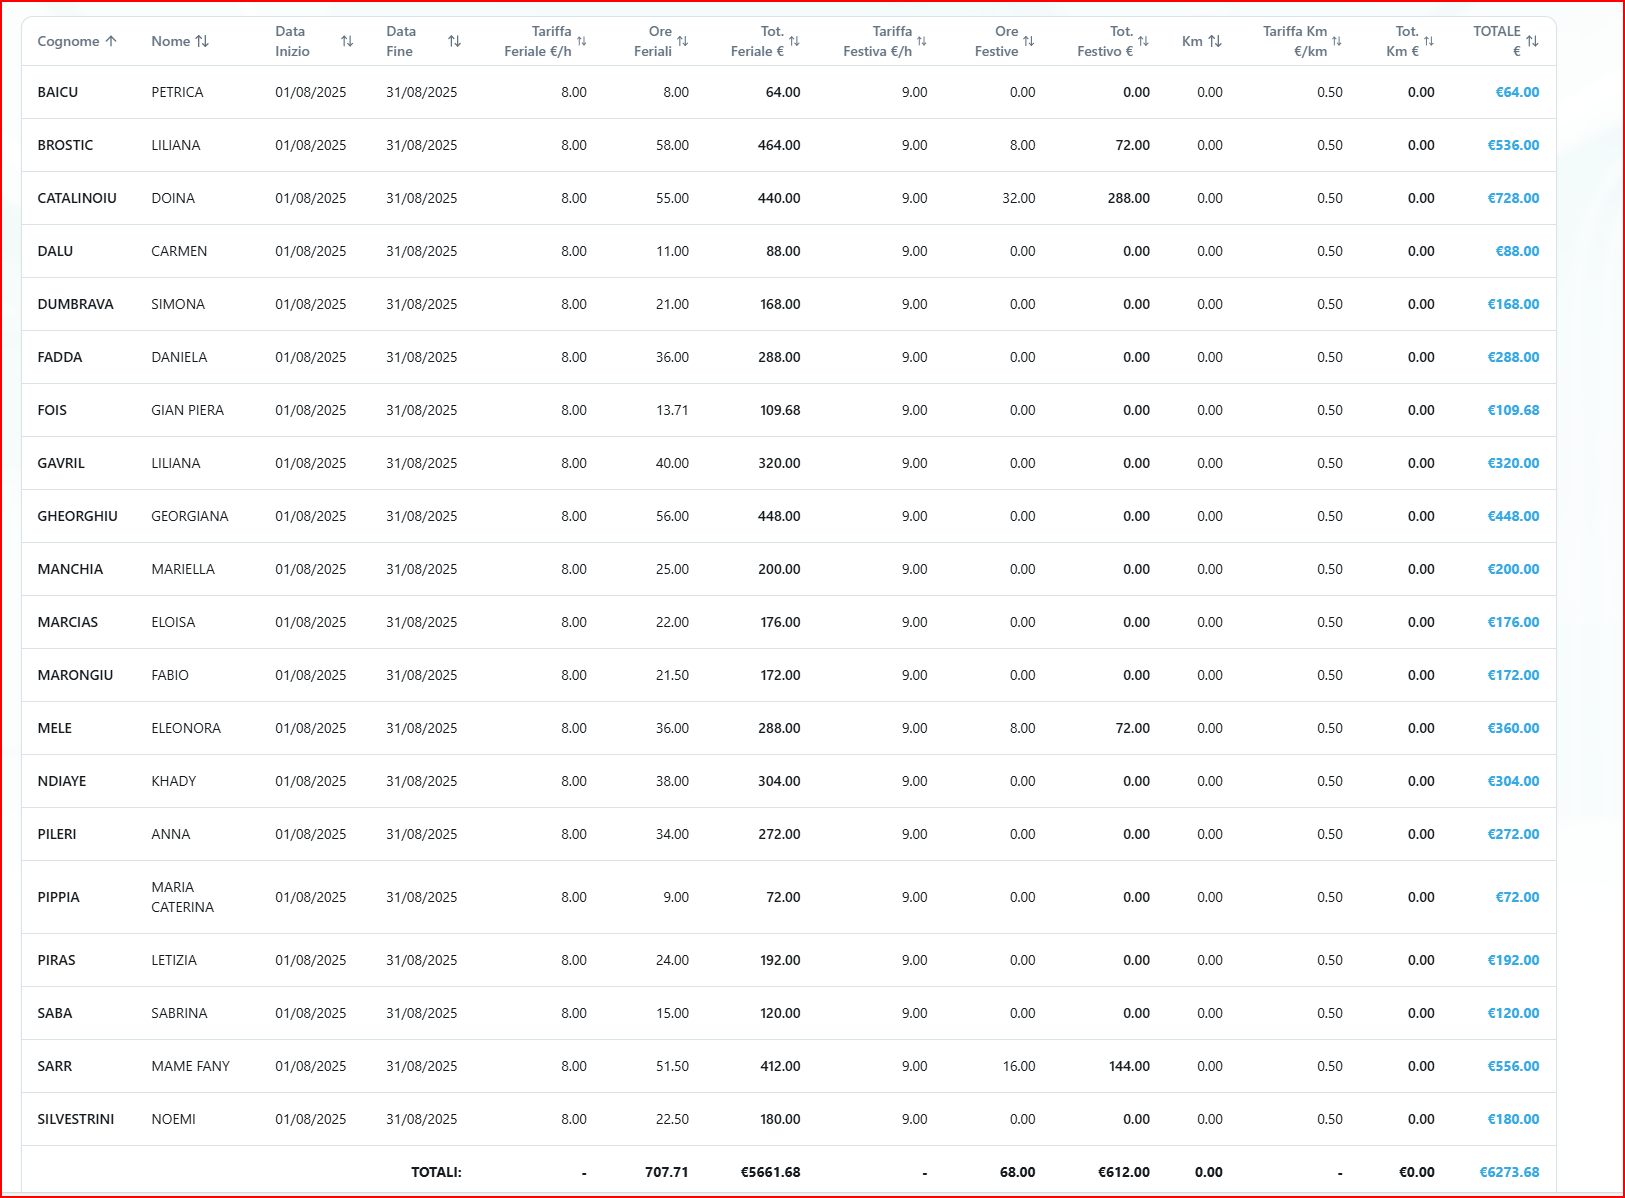 Cognome Nome Data Inizio Data Fine Tariffa Feriale €/h Ore Feriali Tot. Feriale € Tariffa Festiva €/h Ore Festive Tot. Festivo € Km Tariffa Km €/km Tot. Km € TOTALE €
BAICU PETRICA 01/08/2025 31/08/2025 8.00 8.00 64.00 9.00 0.00 0.00 0.00 0.50 0.00 €64.00
BROSTIC LILIANA 01/08/2025 31/08/2025 8.00 58.00 464.00 9.00 8.00 72.00 0.00 0.50 0.00 €536.00
CATALINOIU DOINA 01/08/2025 31/08/2025 8.00 55.00 440.00 9.00 32.00 288.00 0.00 0.50 0.00 €728.00
DALU CARMEN 01/08/2025 31/08/2025 8.00 11.00 88.00 9.00 0.00 0.00 0.00 0.50 0.00 €88.00
DUMBRAVA SIMONA 01/08/2025 31/08/2025 8.00 21.00 168.00 9.00 0.00 0.00 0.00 0.50 0.00 €168.00
FADDA DANIELA 01/08/2025 31/08/2025 8.00 36.00 288.00 9.00 0.00 0.00 0.00 0.50 0.00 €288.00
FOIS GIAN PIERA 01/08/2025 31/08/2025 8.00 13.71 109.68 9.00 0.00 0.00 0.00 0.50 0.00 €109.68
GAVRIL LILIANA 01/08/2025 31/08/2025 8.00 40.00 320.00 9.00 0.00 0.00 0.00 0.50 0.00 €320.00
GHEORGHIU GEORGIANA 01/08/2025 31/08/2025 8.00 56.00 448.00 9.00 0.00 0.00 0.00 0.50 0.00 €448.00
MANCHIA MARIELLA 01/08/2025 31/08/2025 8.00 25.00 200.00 9.00 0.00 0.00 0.00 0.50 0.00 €200.00
MARCIAS ELOISA 01/08/2025 31/08/2025 8.00 22.00 176.00 9.00 0.00 0.00 0.00 0.50 0.00 €176.00
MARONGIU FABIO 01/08/2025 31/08/2025 8.00 21.50 172.00 9.00 0.00 0.00 0.00 0.50 0.00 €172.00
MELE ELEONORA 01/08/2025 31/08/2025 8.00 36.00 288.00 9.00 8.00 72.00 0.00 0.50 0.00 €360.00
NDIAYE KHADY 01/08/2025 31/08/2025 8.00 38.00 304.00 9.00 0.00 0.00 0.00 0.50 0.00 €304.00
PILERI ANNA 01/08/2025 31/08/2025 8.00 34.00 272.00 9.00 0.00 0.00 0.00 0.50 0.00 €272.00
PIPPIA MARIA CATERINA 01/08/2025 31/08/2025 8.00 9.00 72.00 9.00 0.00 0.00 0.00 0.50 0.00 €72.00
PIRAS LETIZIA 01/08/2025 31/08/2025 8.00 24.00 192.00 9.00 0.00 0.00 0.00 0.50 0.00 €192.00
SABA SABRINA 01/08/2025 31/08/2025 8.00 15.00 120.00 9.00 0.00 0.00 0.00 0.50 0.00 €120.00
SARR MAME FANY 01/08/2025 31/08/2025 8.00 51.50 412.00 9.00 16.00 144.00 0.00 0.50 0.00 €556.00
SILVESTRINI NOEMI 01/08/2025 31/08/2025 8.00 22.50 180.00 9.00 0.00 0.00 0.00 0.50 0.00 €180.00
TOTALI: - 707.71 €5661.68 - 68.00 €612.00 0.00 - €0.00 €6273.68